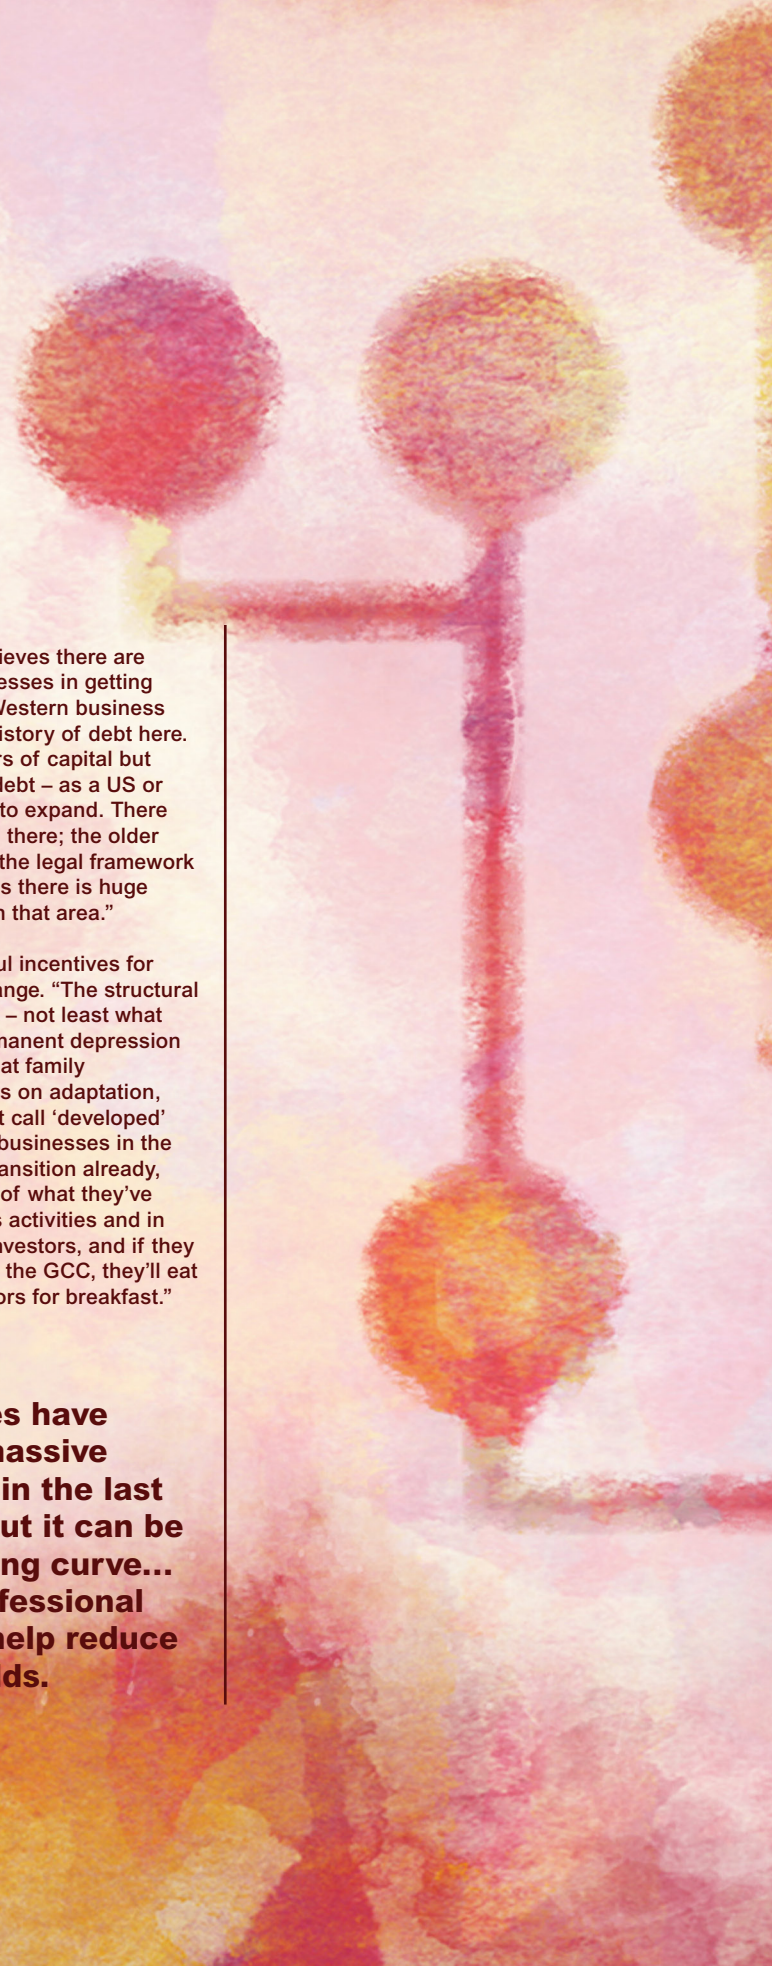 ieves there are
esses in getting
Western business
istory of debt here.
rs of capital but
debt – as a US or
to expand. There
there; the older
the legal framework
s there is huge
n that area.”
ul incentives for
ange. “The structural
– not least what
manent depression
at family
s on adaptation,
t call ‘developed’
businesses in the
ansition already,
of what they’ve
s activities and in
nvestors, and if they
the GCC, they’ll eat
ors for breakfast.”
es have
massive
in the last
ut it can be
ng curve...
fessional
help reduce
lds.